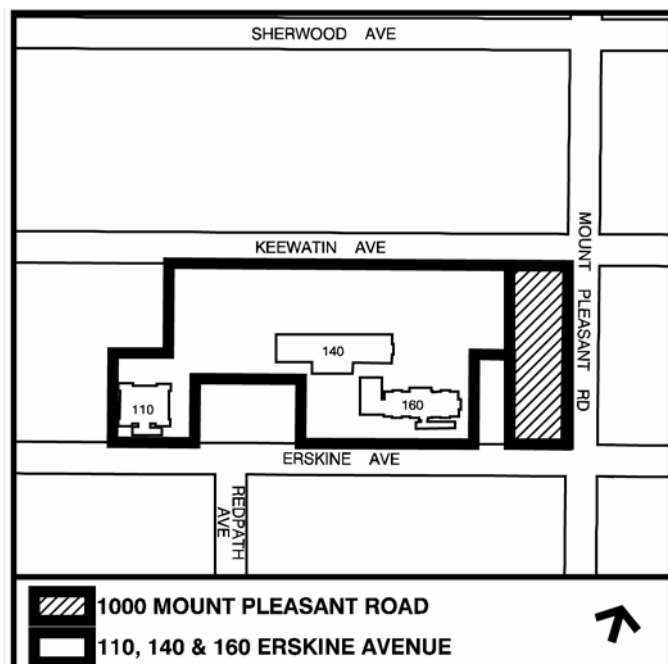 SHERWOOD AVE
KEEWATIN AVE
MOUNT PLEASANT RD
140
110
160
ERSKINE AVE
REDPATH AVE
1000 MOUNT PLEASANT ROAD
110, 140 & 160 ERSKINE AVENUE